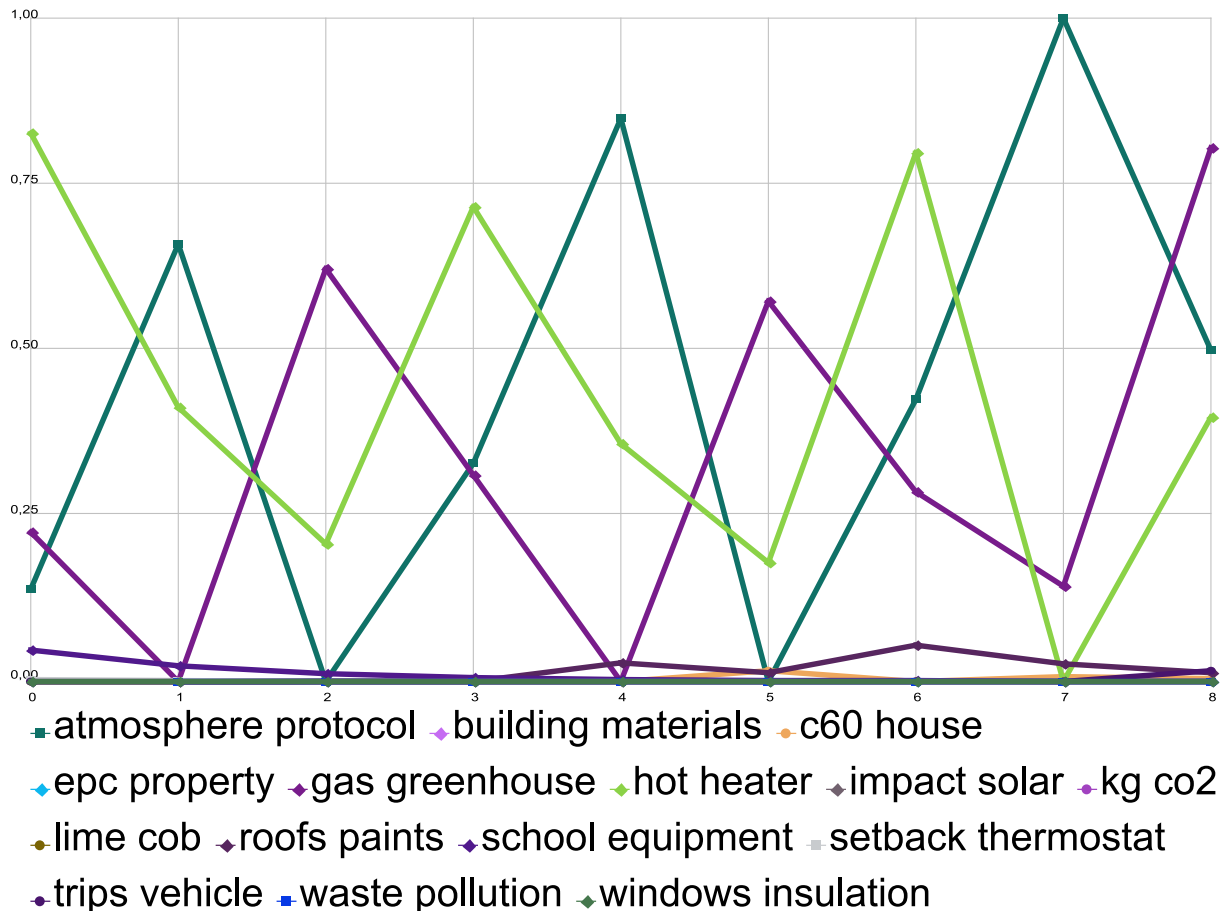 1,00
0,75
0,50
0,25
0,00
0 1 2 3 4 5 6 7 8
atmosphere protocol building materials c60 house
epc property gas greenhouse hot heater impact solar kg co2
lime cob roofs paints school equipment setback thermostat
trips vehicle waste pollution windows insulation